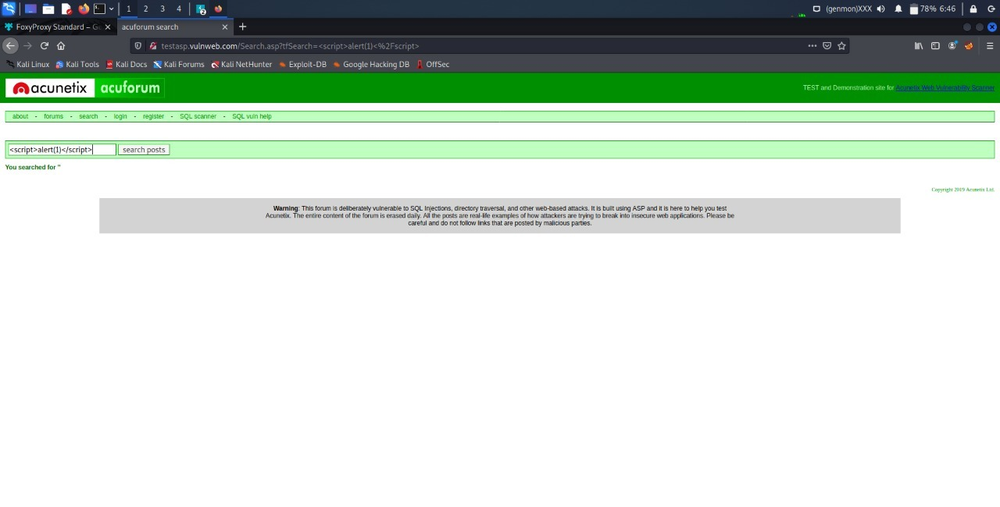 1 2 3 4 (genmon)XXX 78% 6:46
FoxyProxy Standard – G
acuforum search
testasp.vulnweb.com/Search.asp?tfSearch=<script>alert(1)<%2Fscript>
Kali Linux Kali Tools Kali Docs Kali Forums Kali NetHunter Exploit-DB Google Hacking DB OffSec
acunetix acuforum
TEST and Demonstration site for Acunetix Web Vulnerability Scanner
about - forums - search - login - register - SQL scanner - SQL vuln help
<script>alert(1)</script> search posts
You searched for ''
Copyright 2019 Acunetix Ltd.
Warning: This forum is deliberately vulnerable to SQL Injections, directory traversal, and other web-based attacks. It is built using ASP and it is here to help you test
Acunetix. The entire content of the forum is erased daily. All the posts are real-life examples of how attackers are trying to break into insecure web applications. Please be
careful and do not follow links that are posted by malicious parties.